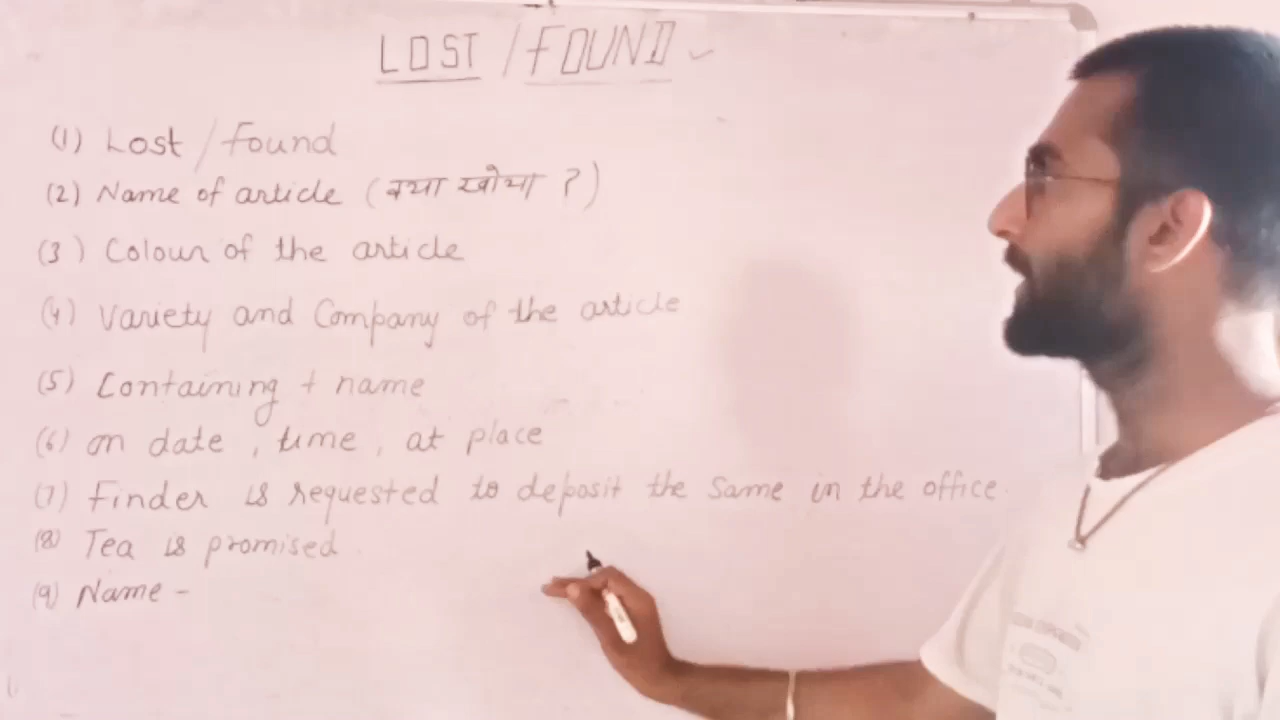 LOST / FOUND
(1) Lost / Found
(2) Name of article (क्या खोया ?)
(3) Colour of the article
(4) Variety and Company of the article
(5) Containing + name
(6) on date, time, at place
(7) Finder is requested to deposit the same in the office
(8) Tea is promised
(9) Name -